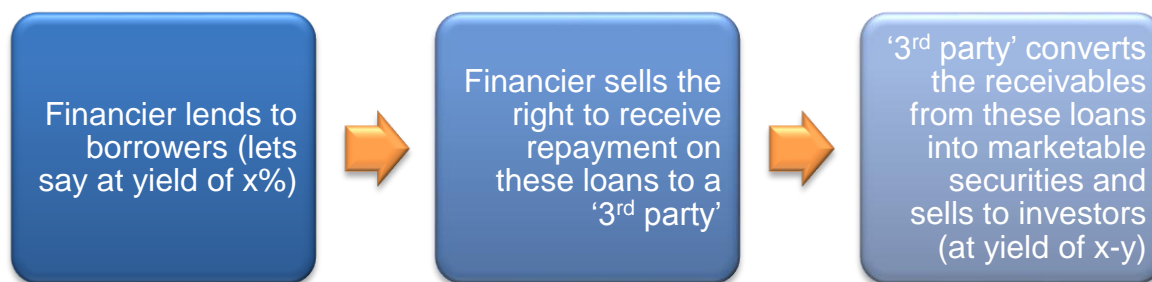 Financier lends to
borrowers (lets
say at yield of x%)
Financier sells the
right to receive
repayment on
these loans to a
‘3rd party’
‘3rd party’ converts
the receivables
from these loans
into marketable
securities and
sells to investors
(at yield of x-y)